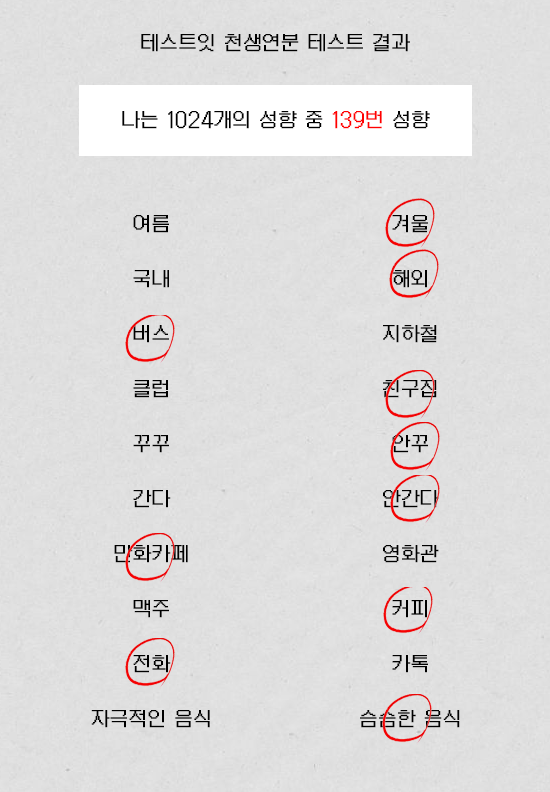 테스트잇 천생연분 테스트 결과
나는 1024개의 성향 중 139번 성향
여름 겨울
국내 해외
버스 지하철
클럽 친구집
꾸꾸 안꾸
간다 안간다
만화카페 영화관
맥주 커피
전화 카톡
자극적인 음식 슴슴한 음식